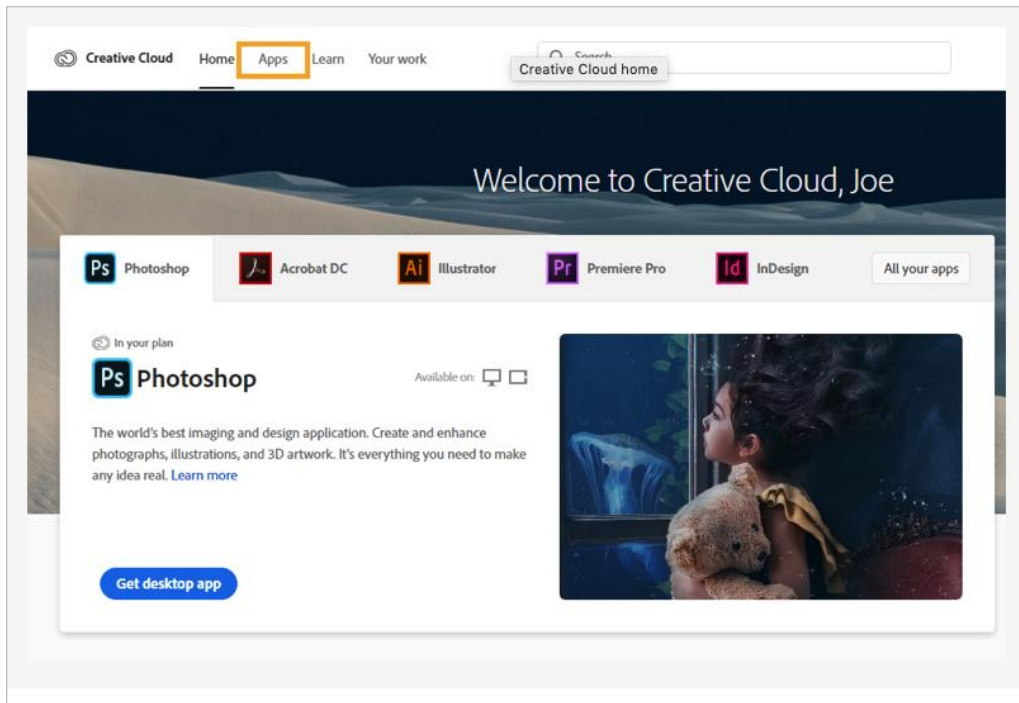 Creative Cloud Home Apps Learn Your work Search
Creative Cloud home
Welcome to Creative Cloud, Joe
Ps Photoshop Acrobat DC Ai Illustrator Pr Premiere Pro Id InDesign All your apps
In your plan
Ps Photoshop Available on:
The world's best imaging and design application. Create and enhance
photographs, illustrations, and 3D artwork. It's everything you need to make
any idea real. Learn more
Get desktop app